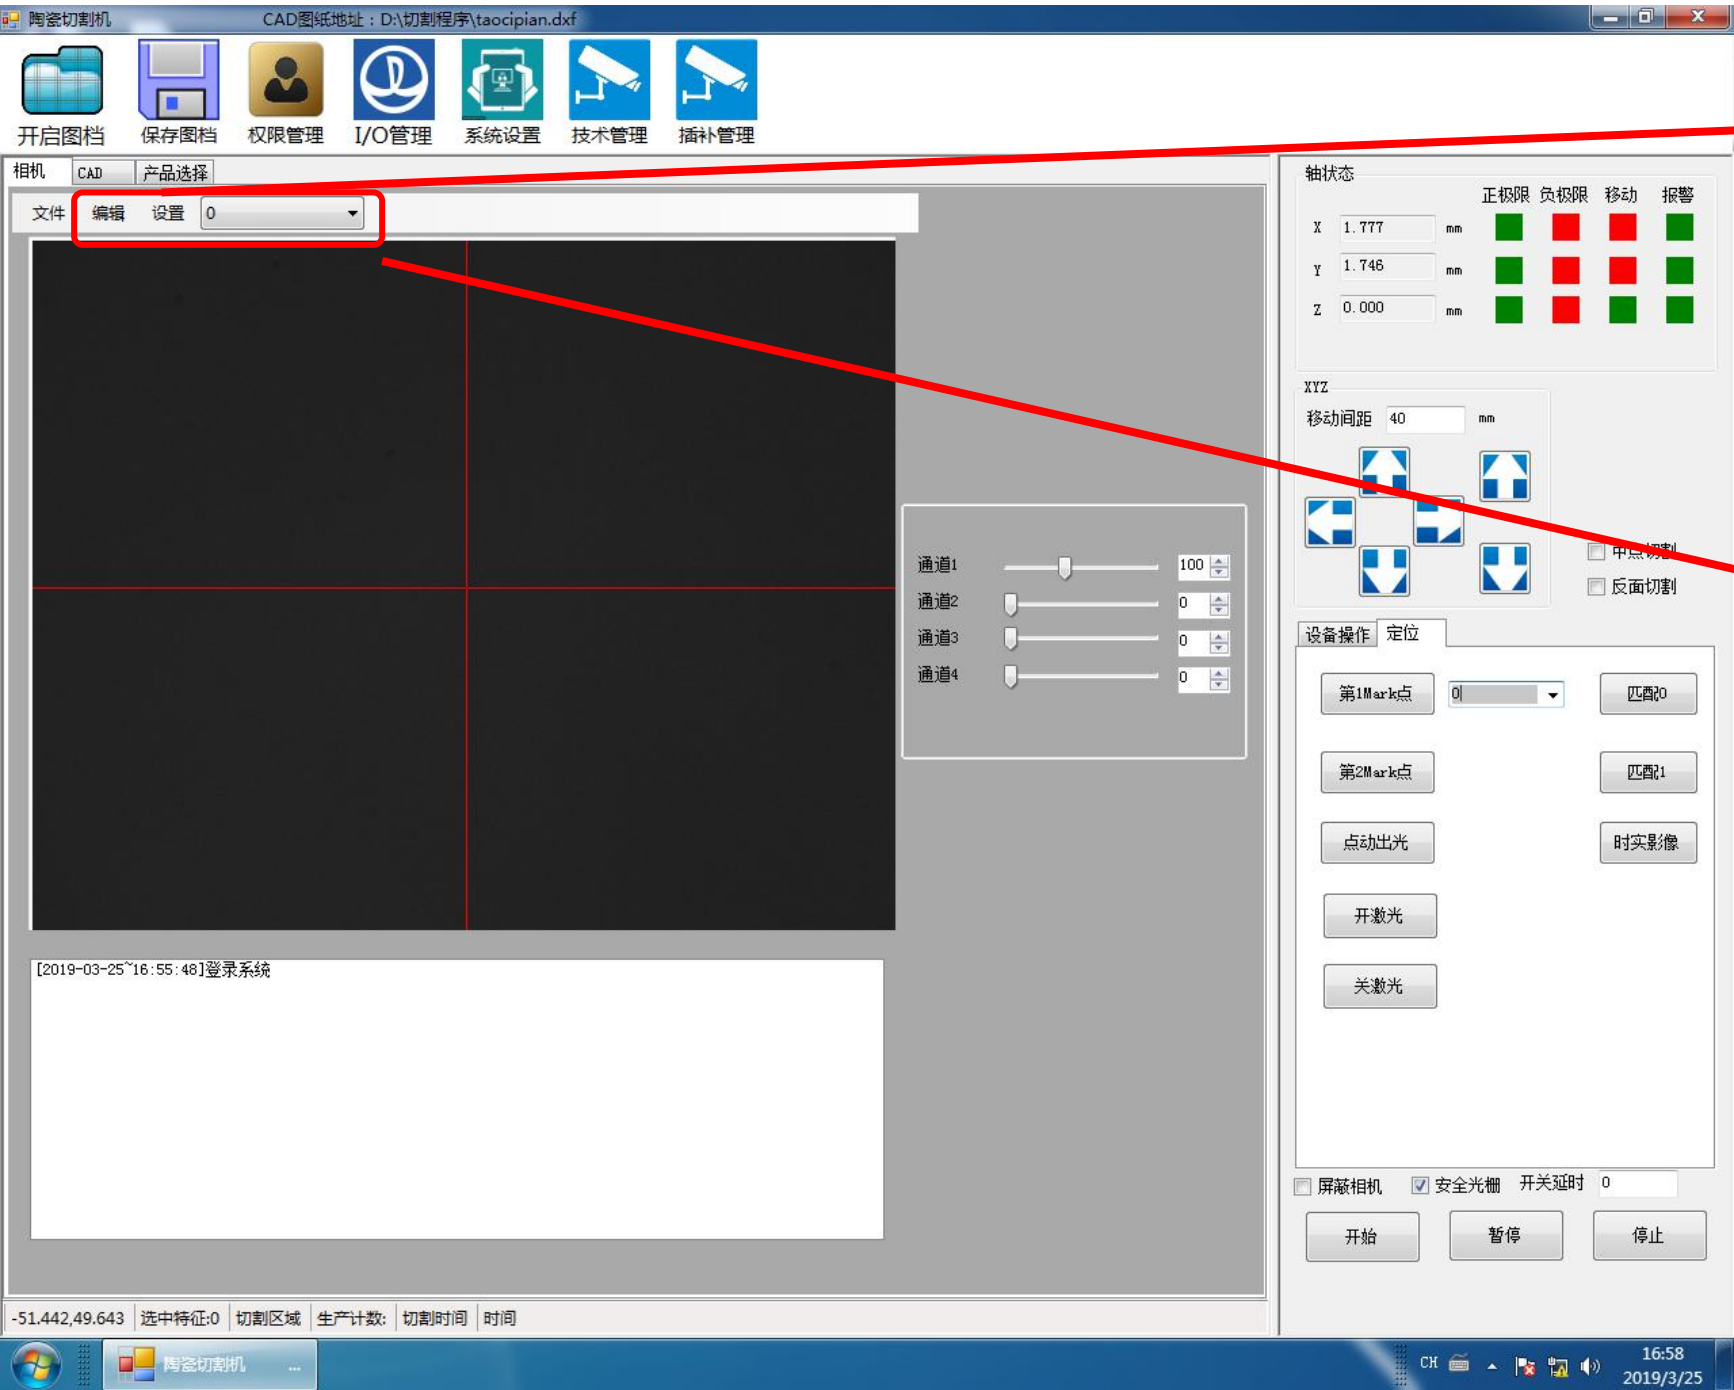 陶瓷切割机 CAD图纸地址：D:\切割程序\taocipian.dxf
开启图档 保存图档 权限管理 I/O管理 系统设置 技术管理 插补管理
相机 CAD 产品选择
文件 编辑 设置 0
轴状态
正极限 负极限 移动 报警
X 1.777 mm
Y 1.746 mm
Z 0.000 mm
XYZ
移动间距 40 mm
中点切割
反面切割
通道1 100
通道2 0
通道3 0
通道4 0
设备操作 定位
第1Mark点 0 匹配0
第2Mark点 匹配1
点动出光 时实影像
开激光
关激光
[2019-03-25~16:55:48]登录系统
屏蔽相机 安全光栅 开关延时 0
开始 暂停 停止
-51.442,49.643 选中特征:0 切割区域 生产计数: 切割时间 时间
陶瓷切割机 ...
CH
16:58
2019/3/25